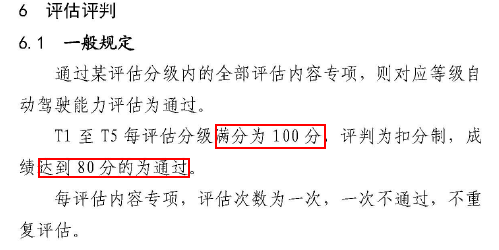 6 评估评判
6.1 一般规定
通过某评估分级内的全部评估内容专项，则对应等级自
动驾驶能力评估为通过。
T1 至 T5 每评估分级满分为 100 分，评判为扣分制，成
绩达到 80 分的为通过。
每评估内容专项，评估次数为一次，一次不通过，不重
复评估。